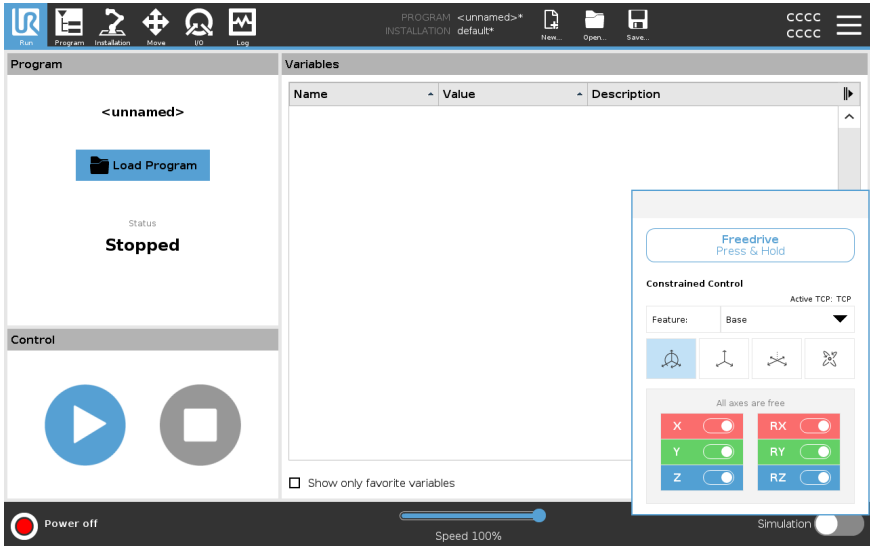 UR
Run
Program
Installation
Move
I/O
Log
PROGRAM <unnamed>*
INSTALLATION default*
New...
Open...
Save...
cccc
cccc
Program
<unnamed>
Load Program
Status
Stopped
Control
Variables
Name
Value
Description
Show only favorite variables
Freedrive
Press & Hold
Constrained Control
Active TCP: TCP
Feature: Base
All axes are free
X RX
Y RY
Z RZ
Power off
Speed 100%
Simulation